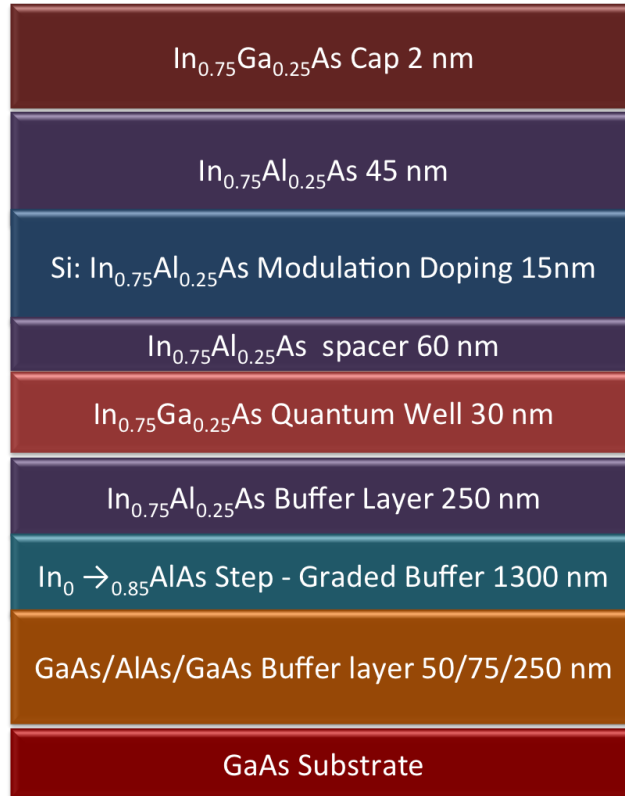 In₀.₇₅Ga₀.₂₅As Cap 2 nm
In₀.₇₅Al₀.₂₅As 45 nm
Si: In₀.₇₅Al₀.₂₅As Modulation Doping 15nm
In₀.₇₅Al₀.₂₅As spacer 60 nm
In₀.₇₅Ga₀.₂₅As Quantum Well 30 nm
In₀.₇₅Al₀.₂₅As Buffer Layer 250 nm
In₀ →₀.₈₅AlAs Step - Graded Buffer 1300 nm
GaAs/AlAs/GaAs Buffer layer 50/75/250 nm
GaAs Substrate